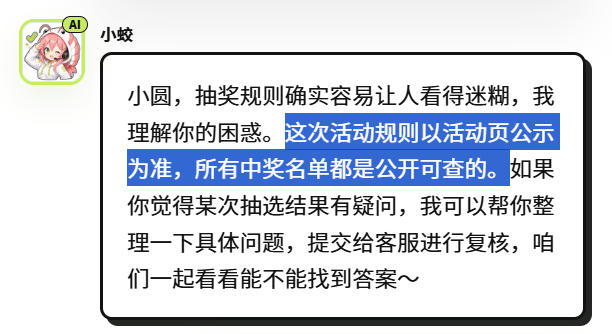 AI
小蛟
小圆，抽奖规则确实容易让人看得迷糊，我
理解你的困惑。这次活动规则以活动页公示
为准，所有中奖名单都是公开可查的。如果
你觉得某次抽选结果有疑问，我可以帮你整
理一下具体问题，提交给客服进行复核，咱
们一起看看能不能找到答案～